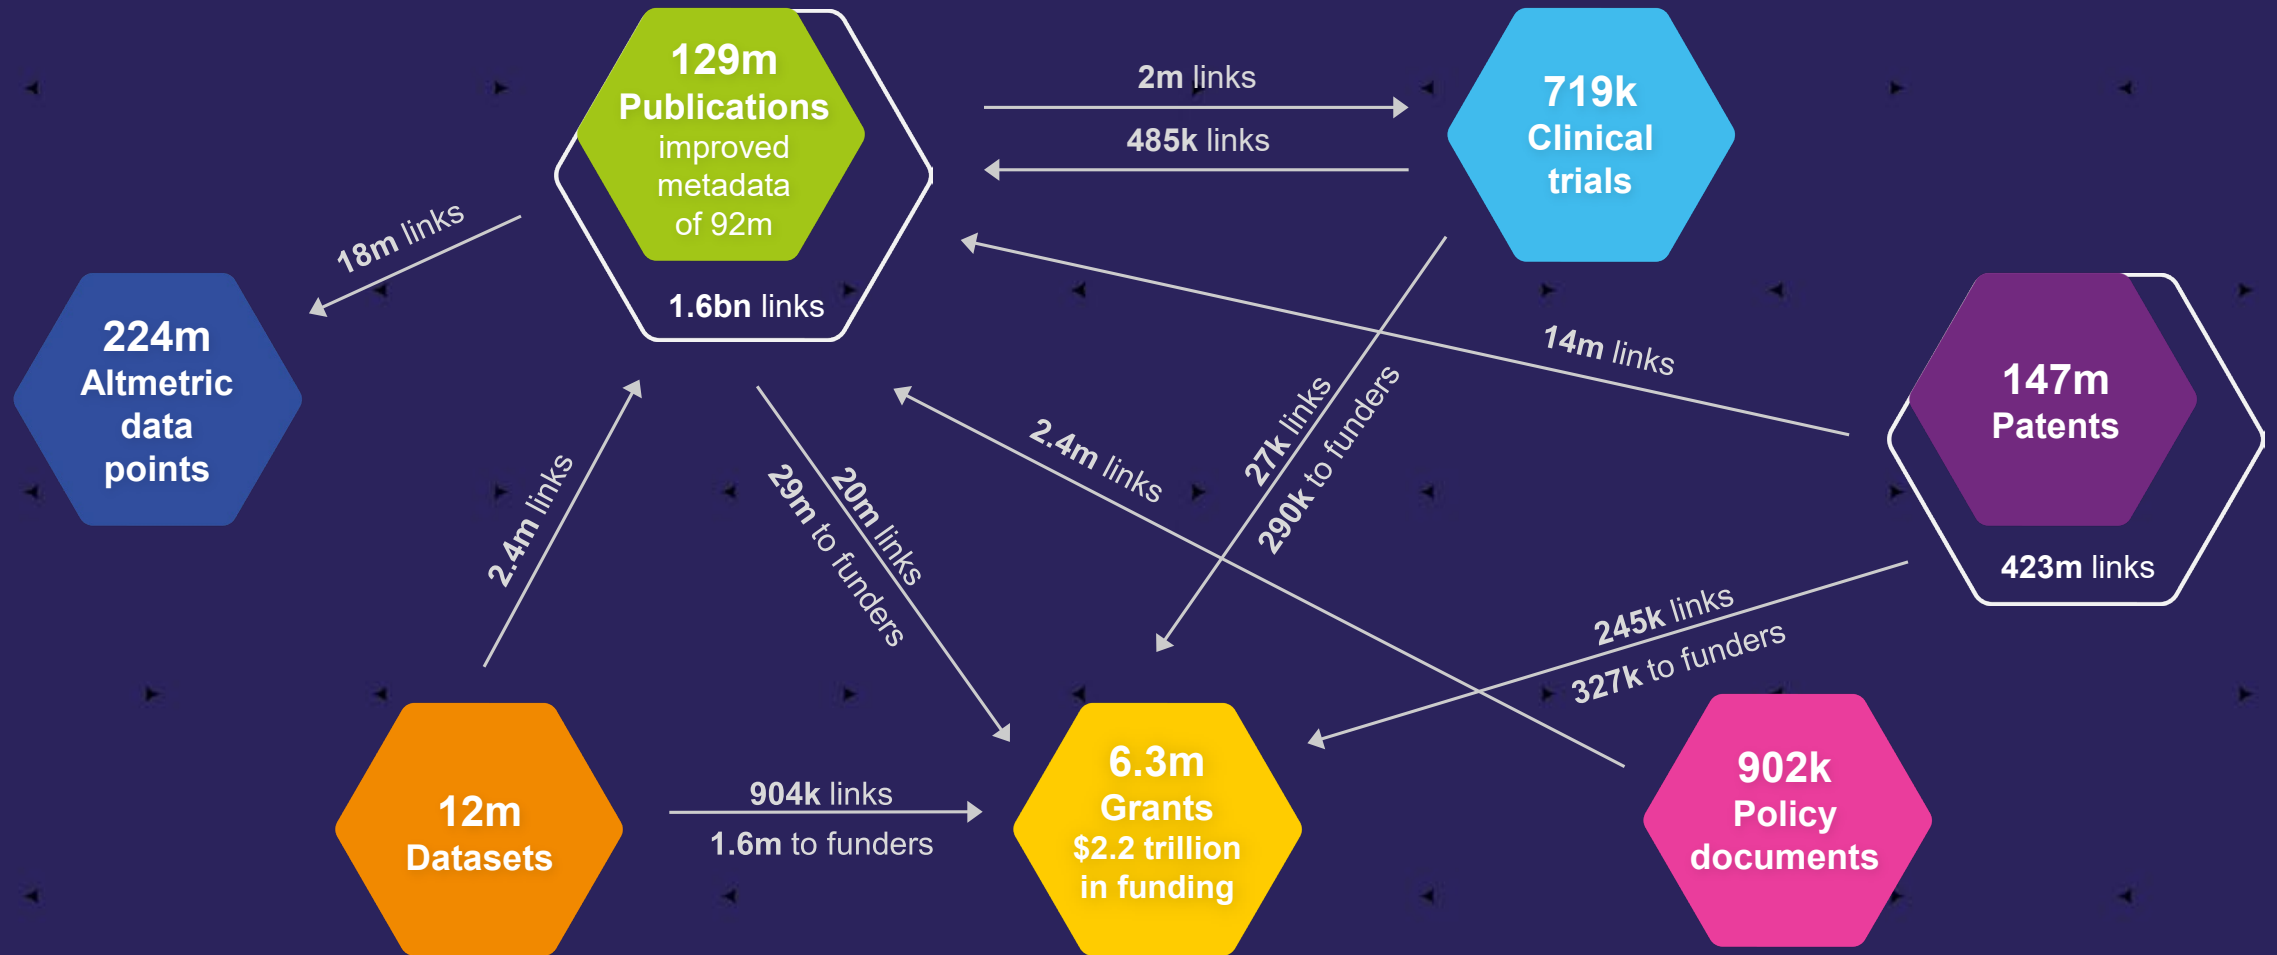 129m
Publications
improved
metadata
of 92m
1.6bn links
2m links
485k links
719k
Clinical
trials
18m links
224m
Altmetric
data
points
14m links
147m
Patents
423m links
27k links
290k to funders
2.4m links
2.4m links
20m links
29m to funders
245k links
327k to funders
12m
Datasets
904k links
1.6m to funders
6.3m
Grants
$2.2 trillion
in funding
902k
Policy
documents